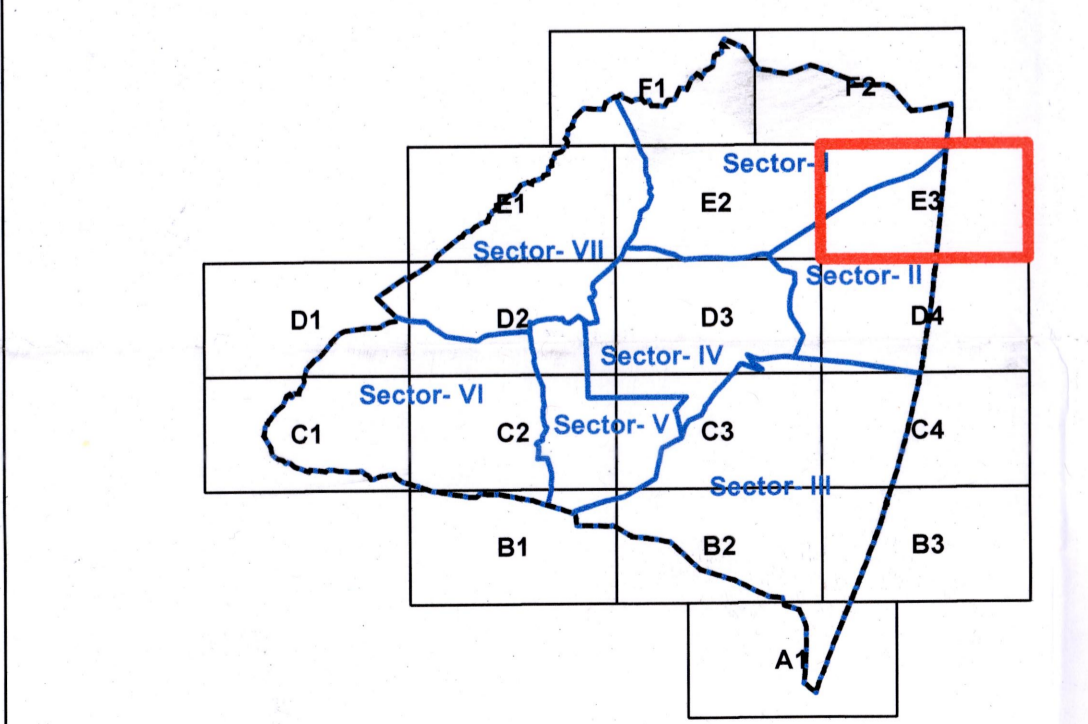 F1
F2
Sector- I
E1
E2
E3
Sector- VII
Sector- II
D1
D2
D3
D4
Sector- IV
Sector- VI
C1
C2
Sector- V
C3
C4
Sector- III
B1
B2
B3
A1